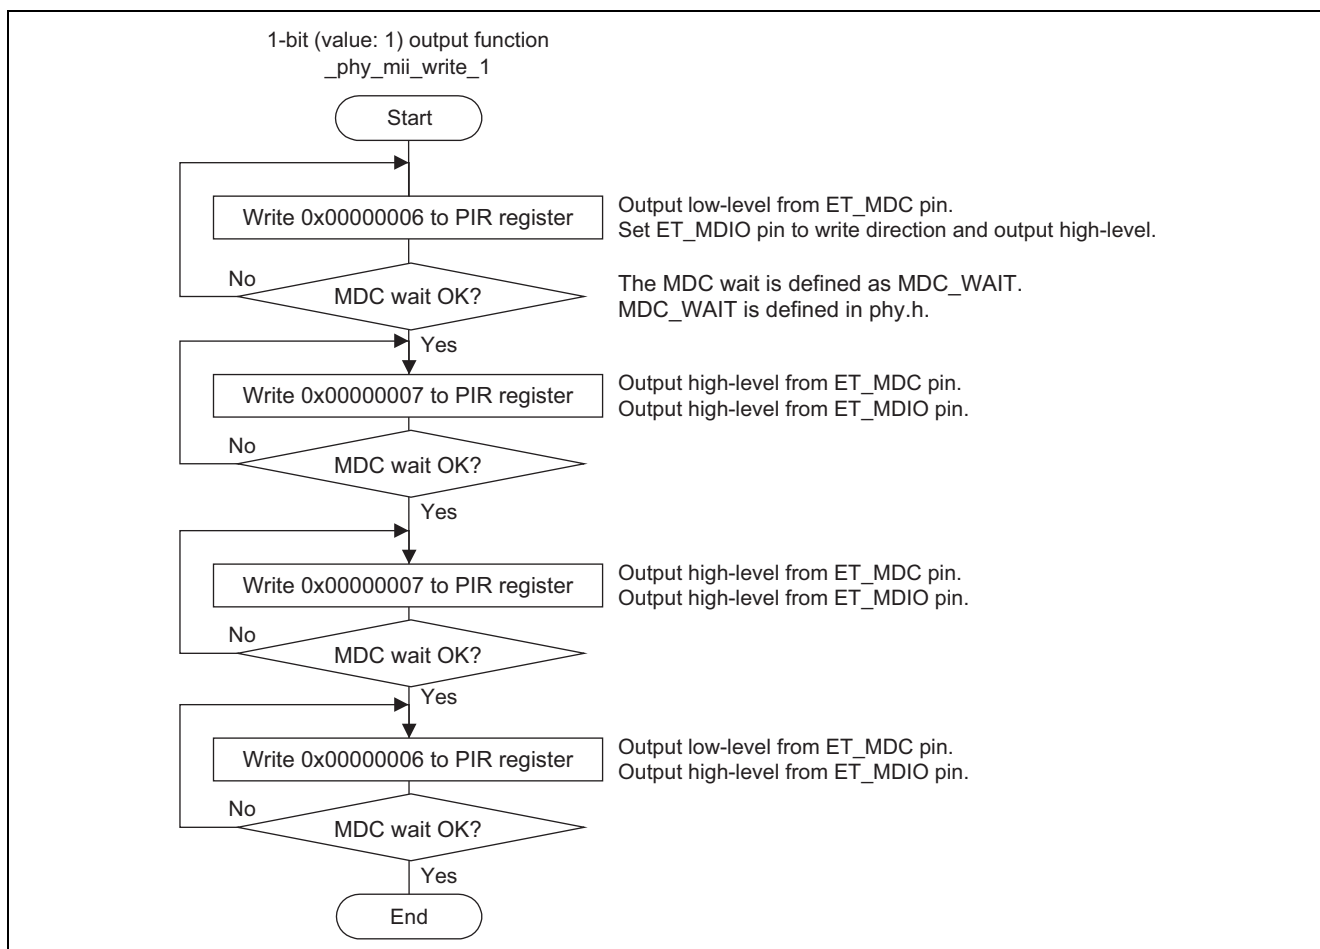 1-bit (value: 1) output function
_phy_mii_write_1
Start
Write 0x00000006 to PIR register
Output low-level from ET_MDC pin.
Set ET_MDIO pin to write direction and output high-level.
No
MDC wait OK?
The MDC wait is defined as MDC_WAIT.
MDC_WAIT is defined in phy.h.
Yes
Write 0x00000007 to PIR register
Output high-level from ET_MDC pin.
Output high-level from ET_MDIO pin.
No
MDC wait OK?
Yes
Write 0x00000007 to PIR register
Output high-level from ET_MDC pin.
Output high-level from ET_MDIO pin.
No
MDC wait OK?
Yes
Write 0x00000006 to PIR register
Output low-level from ET_MDC pin.
Output high-level from ET_MDIO pin.
No
MDC wait OK?
Yes
End